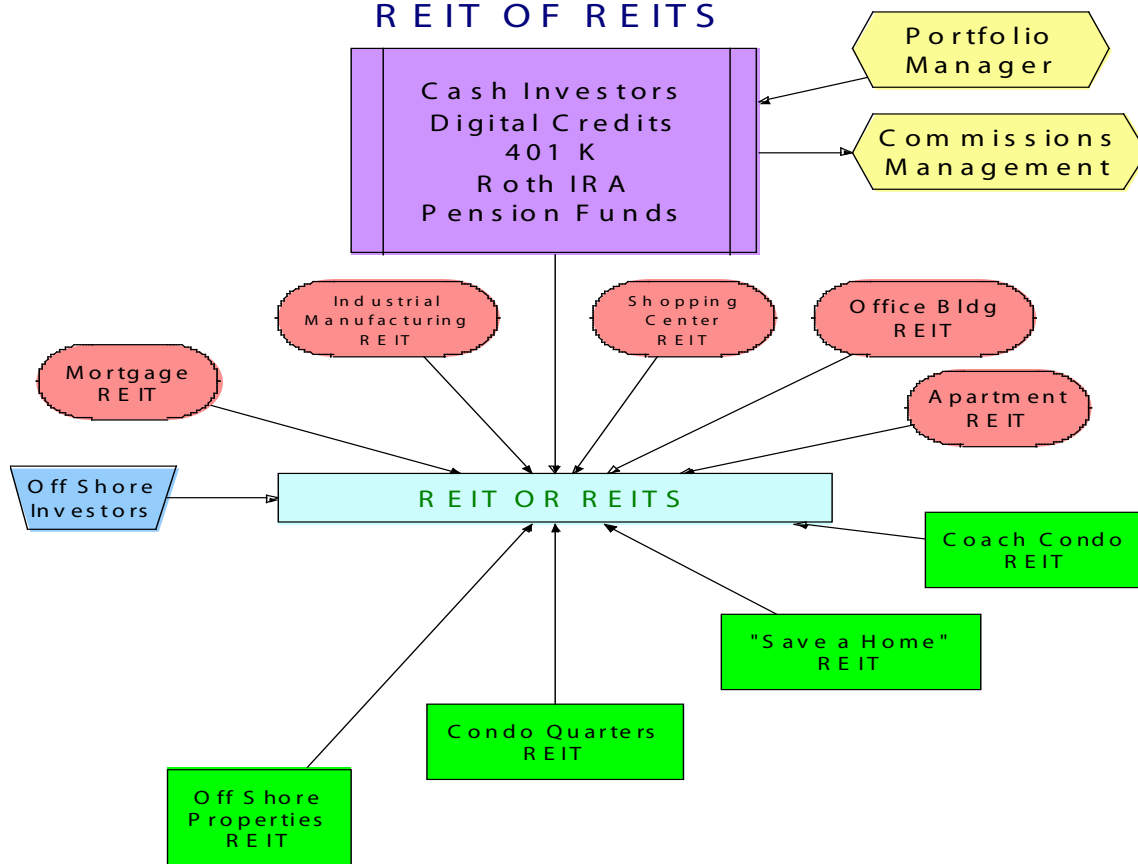 REIT OF REITS
Portfolio
Manager
Cash Investors
Digital Credits
401 K
Roth IRA
Pension Funds
Commissions
Management
Industrial
Manufacturing
REIT
Shopping
Center
REIT
Office Bldg
REIT
Mortgage
REIT
Apartment
REIT
Off Shore
Investors
REIT OR REITS
Coach Condo
REIT
"Save a Home"
REIT
Condo Quarters
REIT
Off Shore
Properties
REIT